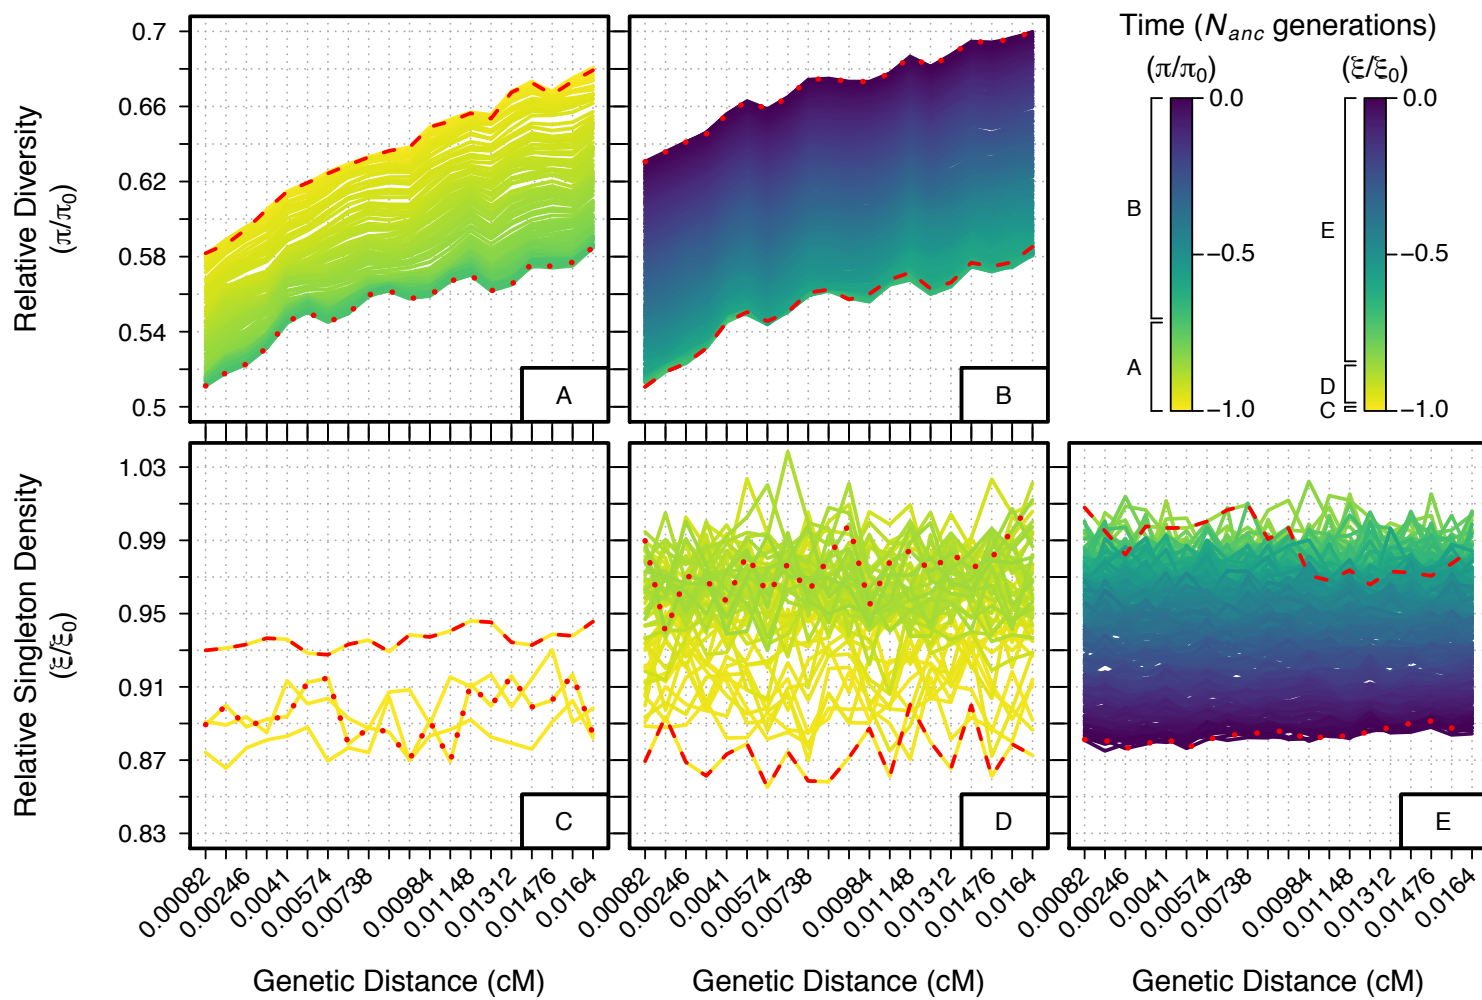 Time (N_anc generations)
(π/π₀)
(ξ/ξ₀)
0.0
−0.5
−1.0
B
A
0.0
−0.5
−1.0
E
D
C
Relative Diversity
(π/π₀)
0.7
0.66
0.62
0.58
0.54
0.5
A
B
Relative Singleton Density
(ξ/ξ₀)
1.03
0.99
0.95
0.91
0.87
0.83
C
D
E
0.00082
0.00246
0.0041
0.00574
0.00738
0.00984
0.01148
0.01312
0.01476
0.0164
0.00082
0.00246
0.0041
0.00574
0.00738
0.00984
0.01148
0.01312
0.01476
0.0164
0.00082
0.00246
0.0041
0.00574
0.00738
0.00984
0.01148
0.01312
0.01476
0.0164
Genetic Distance (cM)
Genetic Distance (cM)
Genetic Distance (cM)